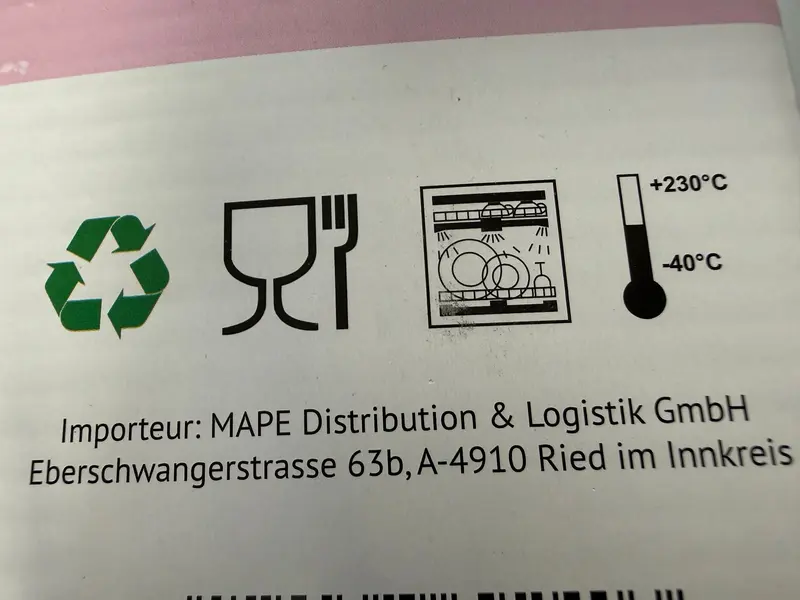 +230°C
-40°C
Importeur: MAPE Distribution & Logistik GmbH
Eberschwangerstrasse 63b, A-4910 Ried im Innkreis